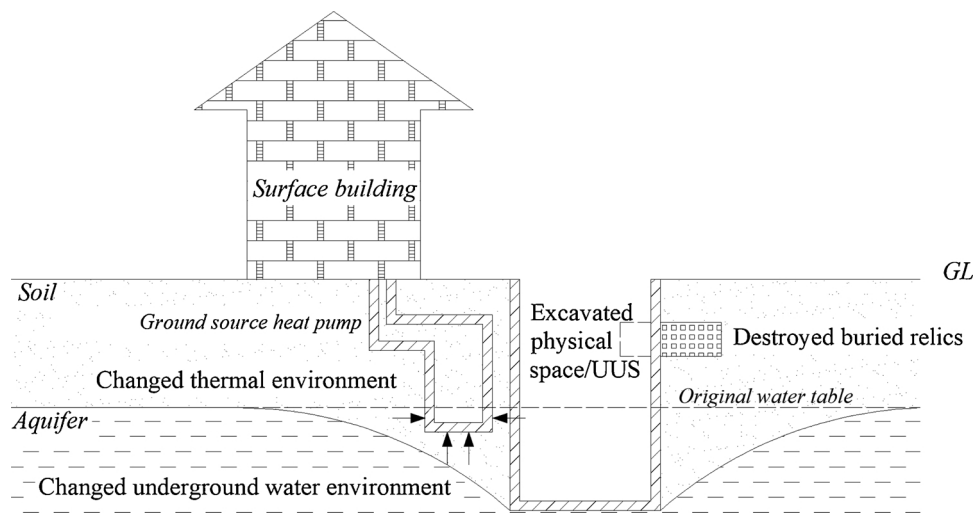 Surface building
GL
Soil
Ground source heat pump
Excavated
physical
space/UUS
Destroyed buried relics
Changed thermal environment
Original water table
Aquifer
Changed underground water environment